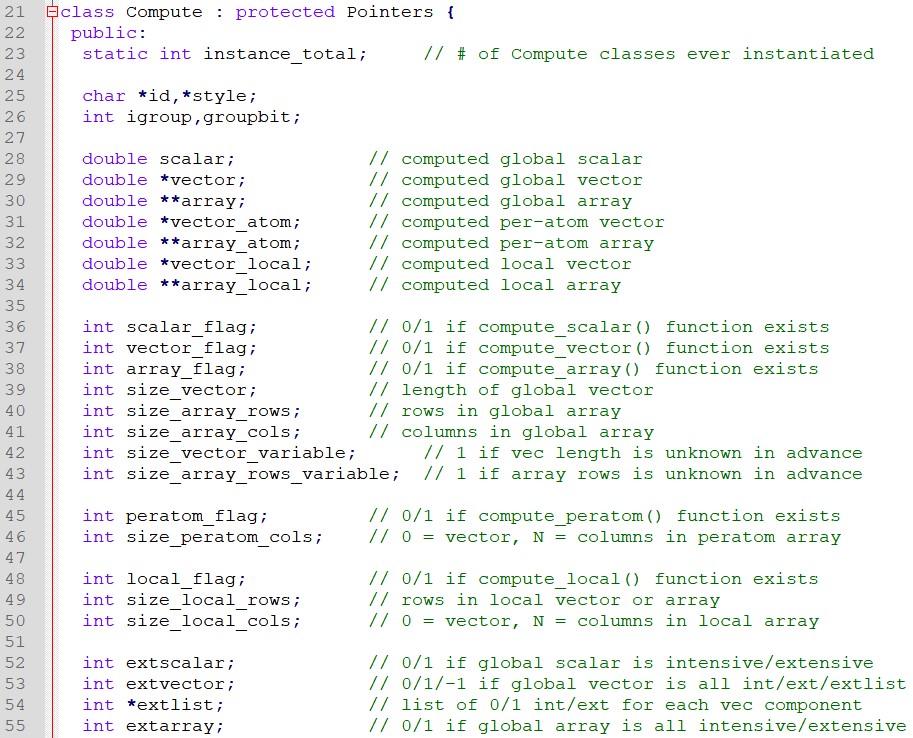 21 class Compute : protected Pointers {
22  public:
23   static int instance_total;     // # of Compute classes ever instantiated
24
25   char *id,*style;
26   int igroup,groupbit;
27
28   double scalar;            // computed global scalar
29   double *vector;           // computed global vector
30   double **array;           // computed global array
31   double *vector_atom;      // computed per-atom vector
32   double **array_atom;      // computed per-atom array
33   double *vector_local;     // computed local vector
34   double **array_local;     // computed local array
35
36   int scalar_flag;          // 0/1 if compute_scalar() function exists
37   int vector_flag;          // 0/1 if compute_vector() function exists
38   int array_flag;           // 0/1 if compute_array() function exists
39   int size_vector;          // length of global vector
40   int size_array_rows;      // rows in global array
41   int size_array_cols;      // columns in global array
42   int size_vector_variable;      // 1 if vec length is unknown in advance
43   int size_array_rows_variable;  // 1 if array rows is unknown in advance
44
45   int peratom_flag;         // 0/1 if compute_peratom() function exists
46   int size_peratom_cols;    // 0 = vector, N = columns in peratom array
47
48   int local_flag;           // 0/1 if compute_local() function exists
49   int size_local_rows;      // rows in local vector or array
50   int size_local_cols;      // 0 = vector, N = columns in local array
51
52   int extscalar;            // 0/1 if global scalar is intensive/extensive
53   int extvector;            // 0/1/-1 if global vector is all int/ext/extlist
54   int *extlist;             // list of 0/1 int/ext for each vec component
55   int extarray;             // 0/1 if global array is all intensive/extensive